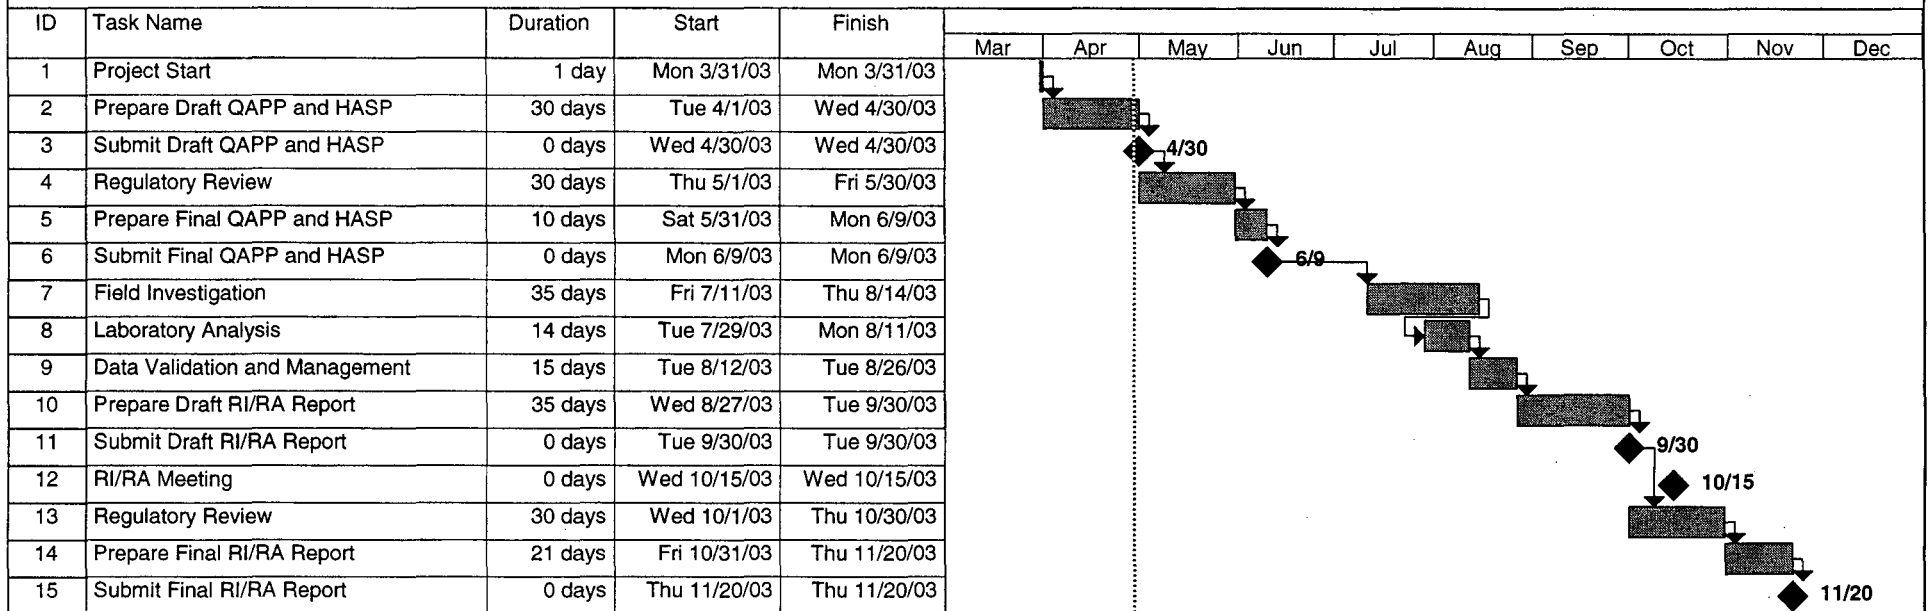 ID Task Name Duration Start Finish
Mar Apr May Jun Jul Aug Sep Oct Nov Dec
1 Project Start 1 day Mon 3/31/03 Mon 3/31/03
2 Prepare Draft QAPP and HASP 30 days Tue 4/1/03 Wed 4/30/03
3 Submit Draft QAPP and HASP 0 days Wed 4/30/03 Wed 4/30/03 4/30
4 Regulatory Review 30 days Thu 5/1/03 Fri 5/30/03
5 Prepare Final QAPP and HASP 10 days Sat 5/31/03 Mon 6/9/03
6 Submit Final QAPP and HASP 0 days Mon 6/9/03 Mon 6/9/03 6/9
7 Field Investigation 35 days Fri 7/11/03 Thu 8/14/03
8 Laboratory Analysis 14 days Tue 7/29/03 Mon 8/11/03
9 Data Validation and Management 15 days Tue 8/12/03 Tue 8/26/03
10 Prepare Draft RI/RA Report 35 days Wed 8/27/03 Tue 9/30/03
11 Submit Draft RI/RA Report 0 days Tue 9/30/03 Tue 9/30/03 9/30
12 RI/RA Meeting 0 days Wed 10/15/03 Wed 10/15/03 10/15
13 Regulatory Review 30 days Wed 10/1/03 Thu 10/30/03
14 Prepare Final RI/RA Report 21 days Fri 10/31/03 Thu 11/20/03
15 Submit Final RI/RA Report 0 days Thu 11/20/03 Thu 11/20/03 11/20